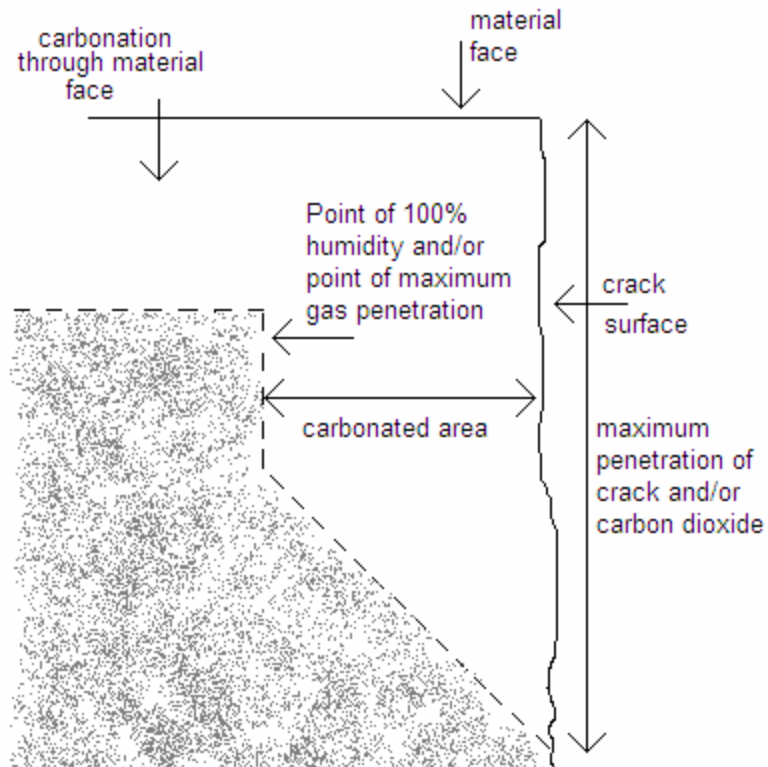 carbonation
through material
face
material
face
Point of 100%
humidity and/or
point of maximum
gas penetration
crack
surface
carbonated area
maximum
penetration of
crack and/or
carbon dioxide